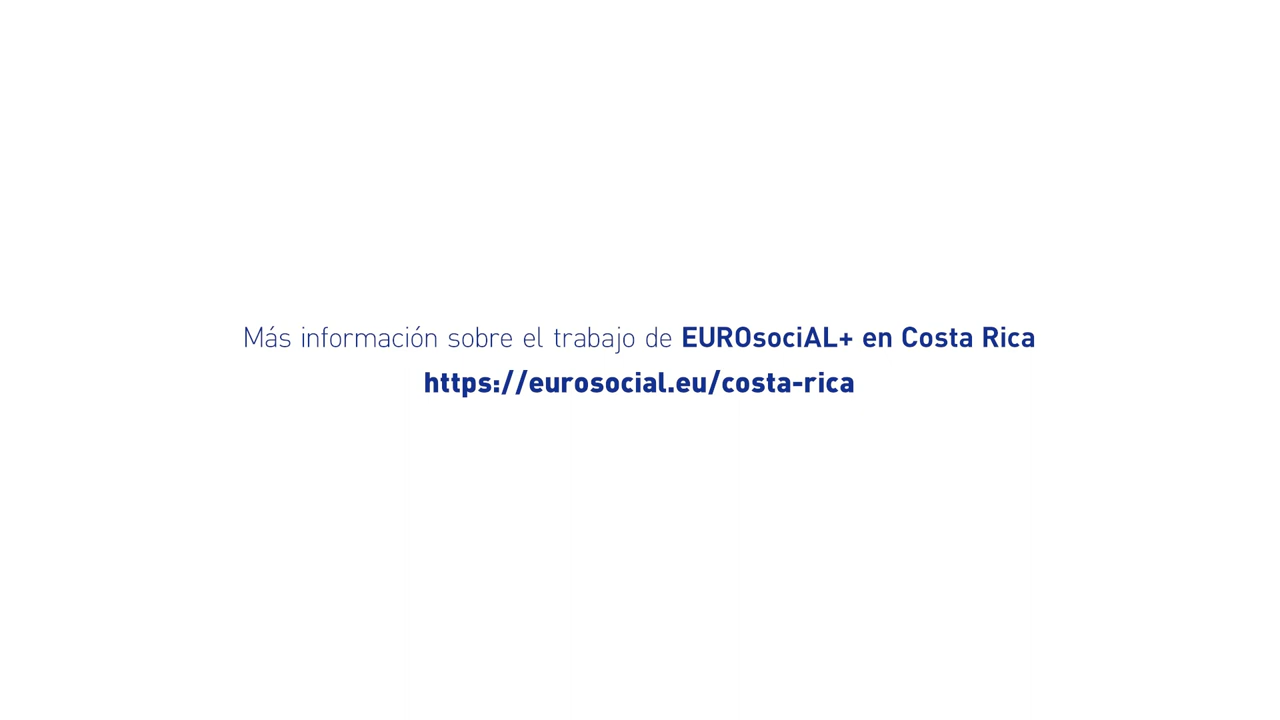 Más información sobre el trabajo de EUROsociAL+ en Costa Rica
https://eurosocial.eu/costa-rica